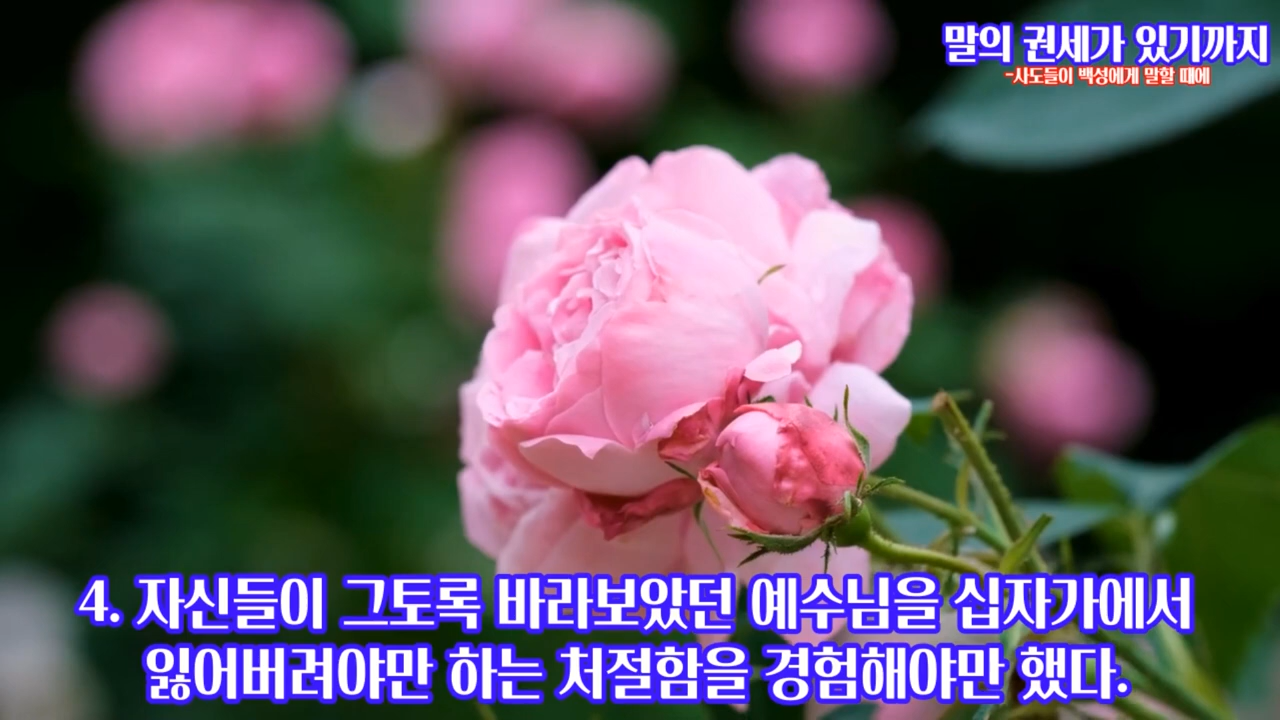 말의 권세가 있기까지
-사도들이 백성에게 말할 때에
4. 자신들이 그토록 바라보았던 예수님을 십자가에서
잃어버려야만 하는 처절함을 경험해야만 했다.